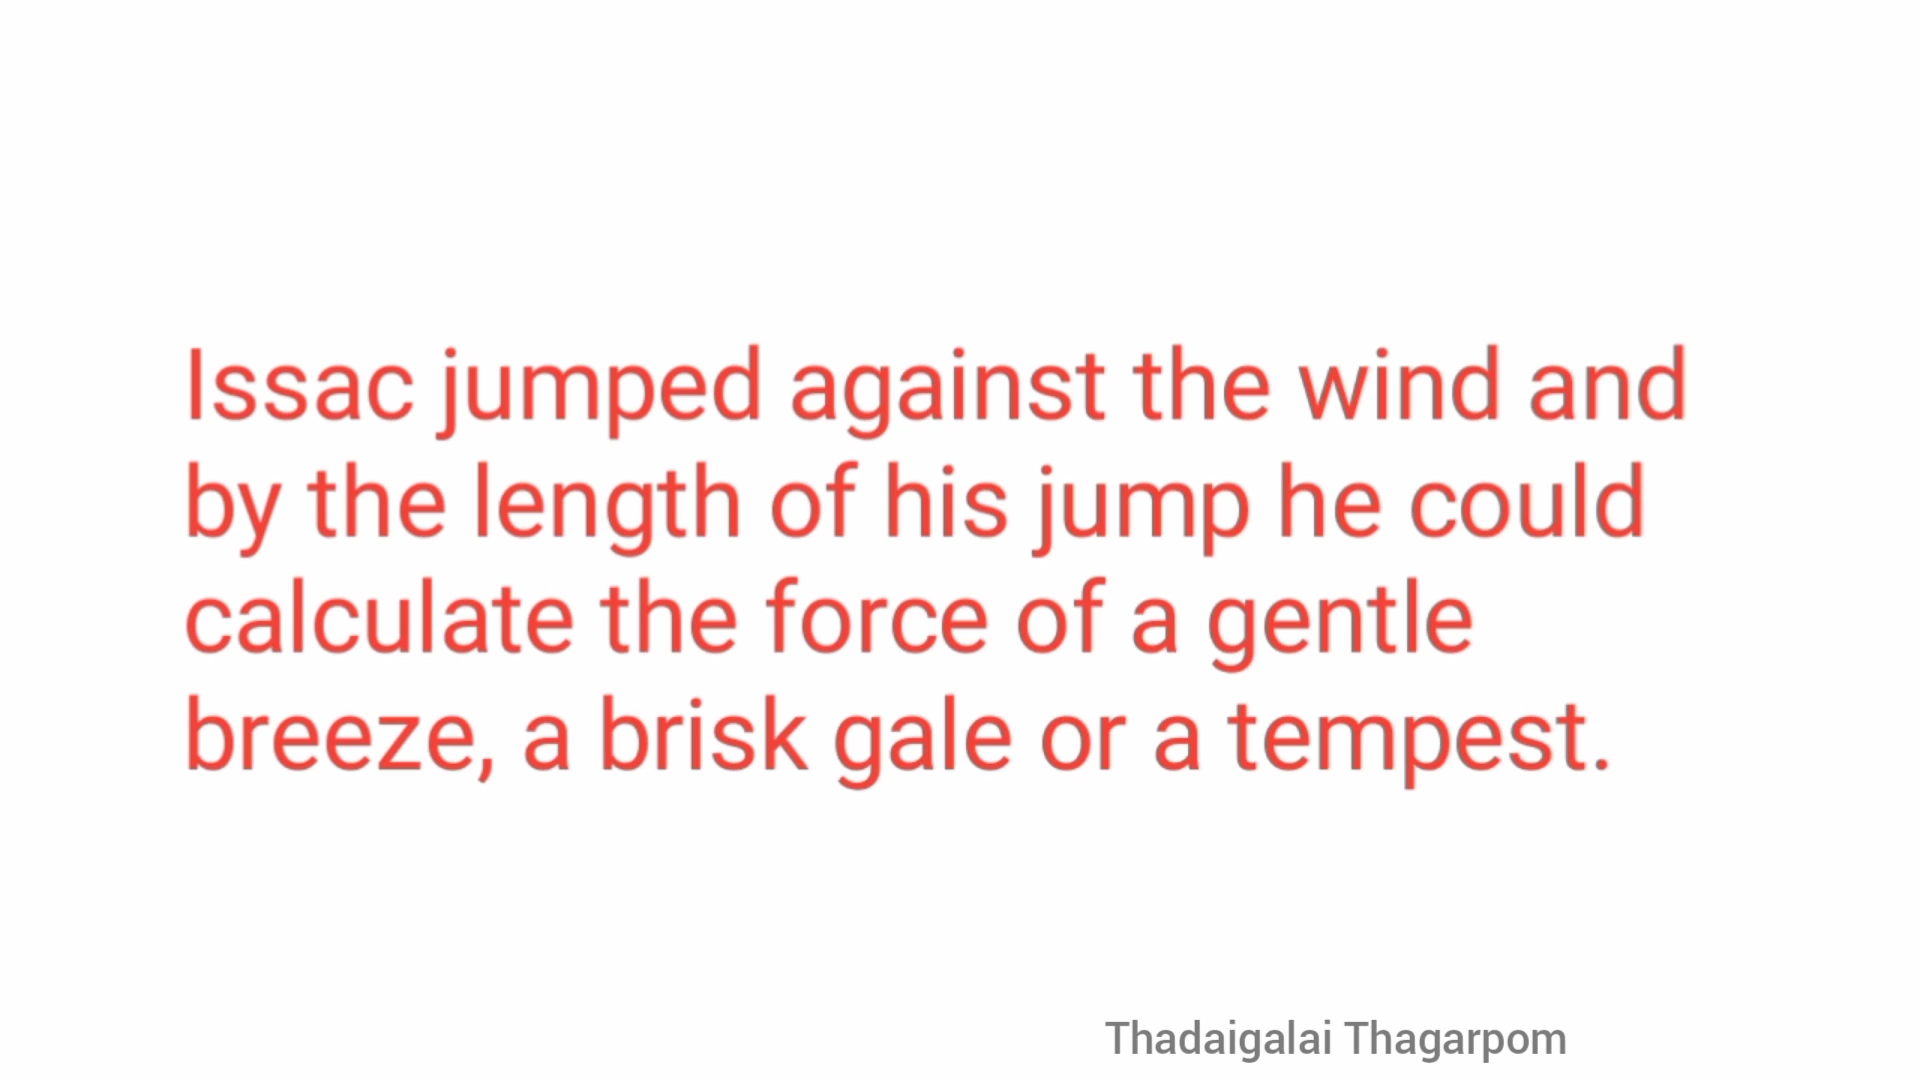 Issac jumped against the wind and
by the length of his jump he could
calculate the force of a gentle
breeze, a brisk gale or a tempest.
Thadaigalai Thagarpom